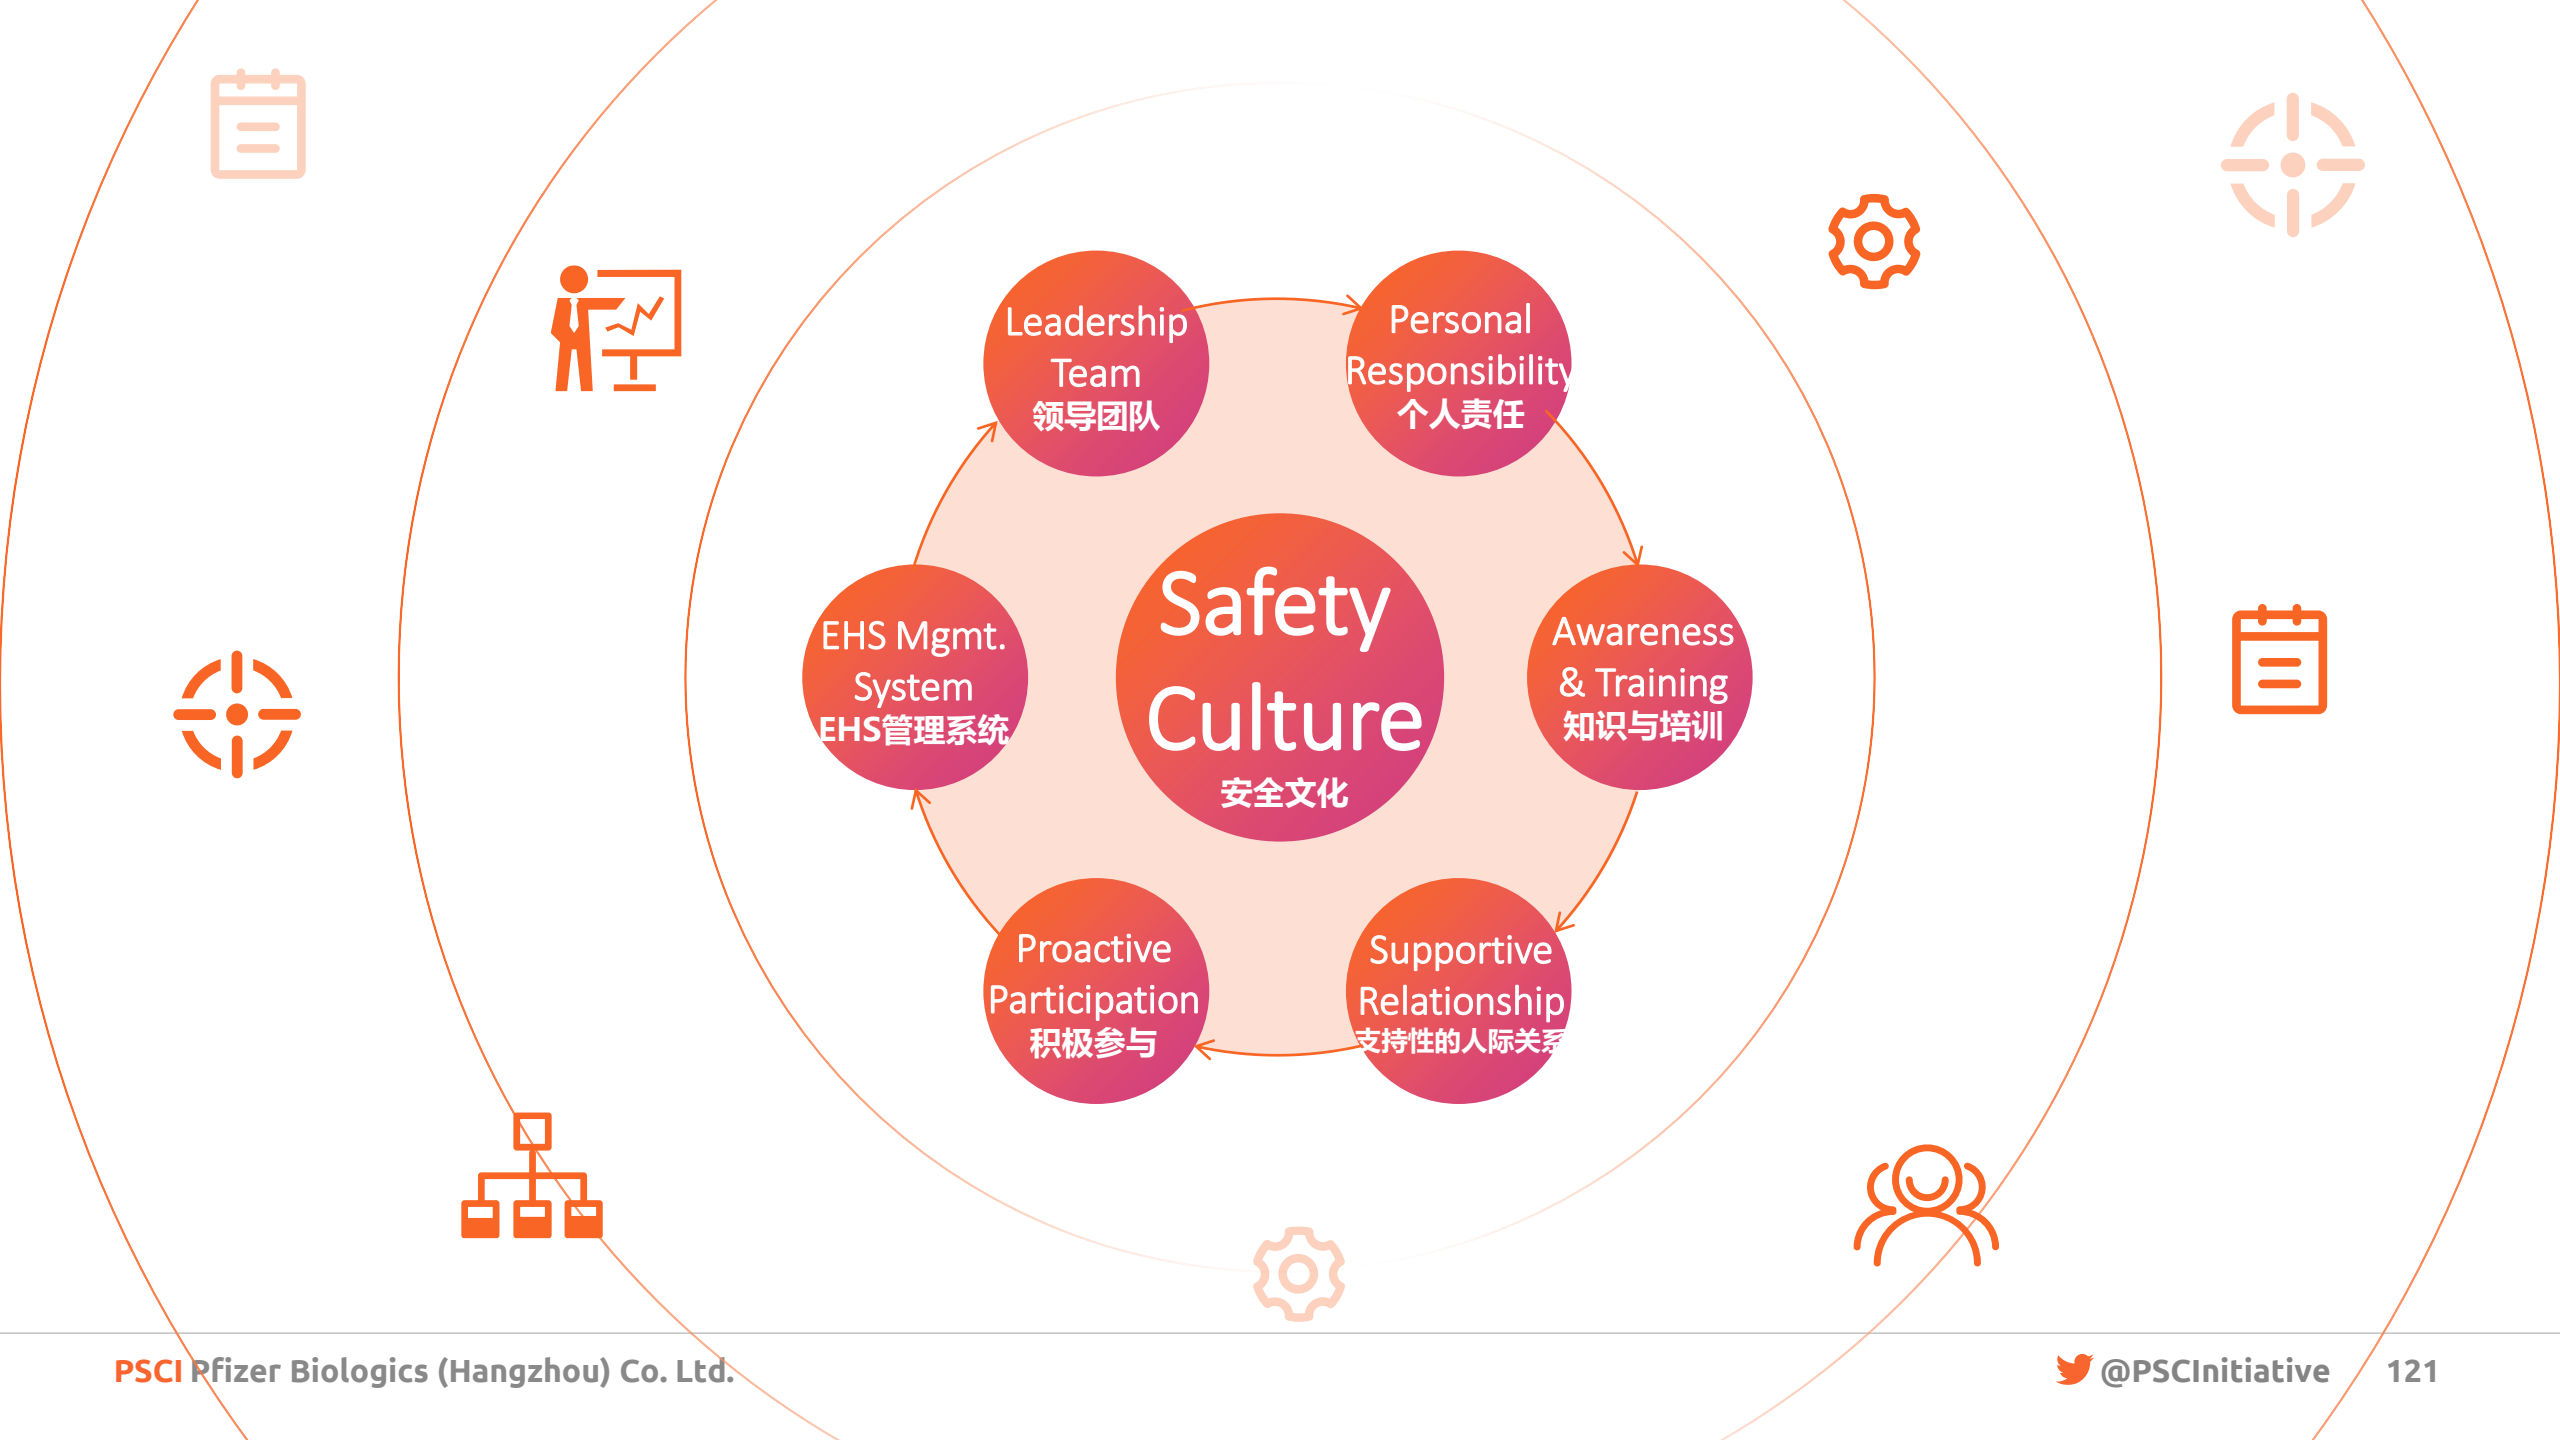 Leadership
Team
领导团队
Personal
Responsibility
个人责任
Awareness
& Training
知识与培训
Supportive
Relationship
支持性的人际关系
Proactive
Participation
积极参与
EHS Mgmt.
System
EHS管理系统
Safety
Culture
安全文化
PSCI Pfizer Biologics (Hangzhou) Co. Ltd.
@PSCInitiative 121